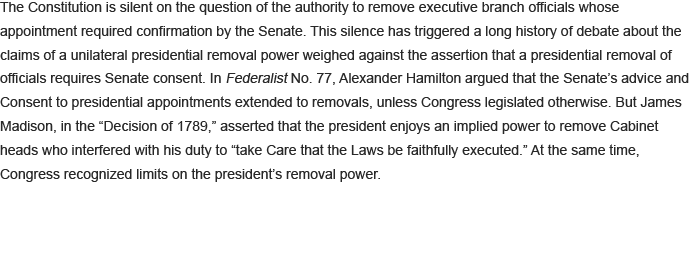 The Constitution is silent on the question of the authority to remove executive branch officials whose
appointment required confirmation by the Senate. This silence has triggered a long history of debate about the
claims of a unilateral presidential removal power weighed against the assertion that a presidential removal of
officials requires Senate consent. In Federalist No. 77, Alexander Hamilton argued that the Senate’s advice and
Consent to presidential appointments extended to removals, unless Congress legislated otherwise. But James
Madison, in the “Decision of 1789,” asserted that the president enjoys an implied power to remove Cabinet
heads who interfered with his duty to “take Care that the Laws be faithfully executed.” At the same time,
Congress recognized limits on the president’s removal power.